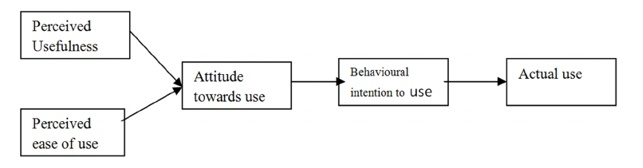 Perceived
Usefulness
Perceived
ease of use
Attitude
towards use
Behavioural
intention to use
Actual use